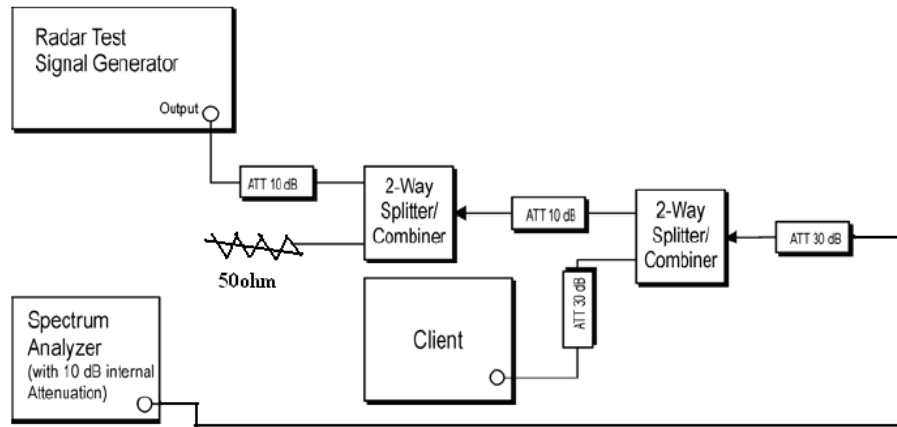 Radar Test
Signal Generator
Output
ATT 10 dB
2-Way
Splitter/
Combiner
ATT 10 dB
2-Way
Splitter/
Combiner
ATT 30 dB
50ohm
ATT 30 dB
Client
Spectrum
Analyzer
(with 10 dB internal
Attenuation)